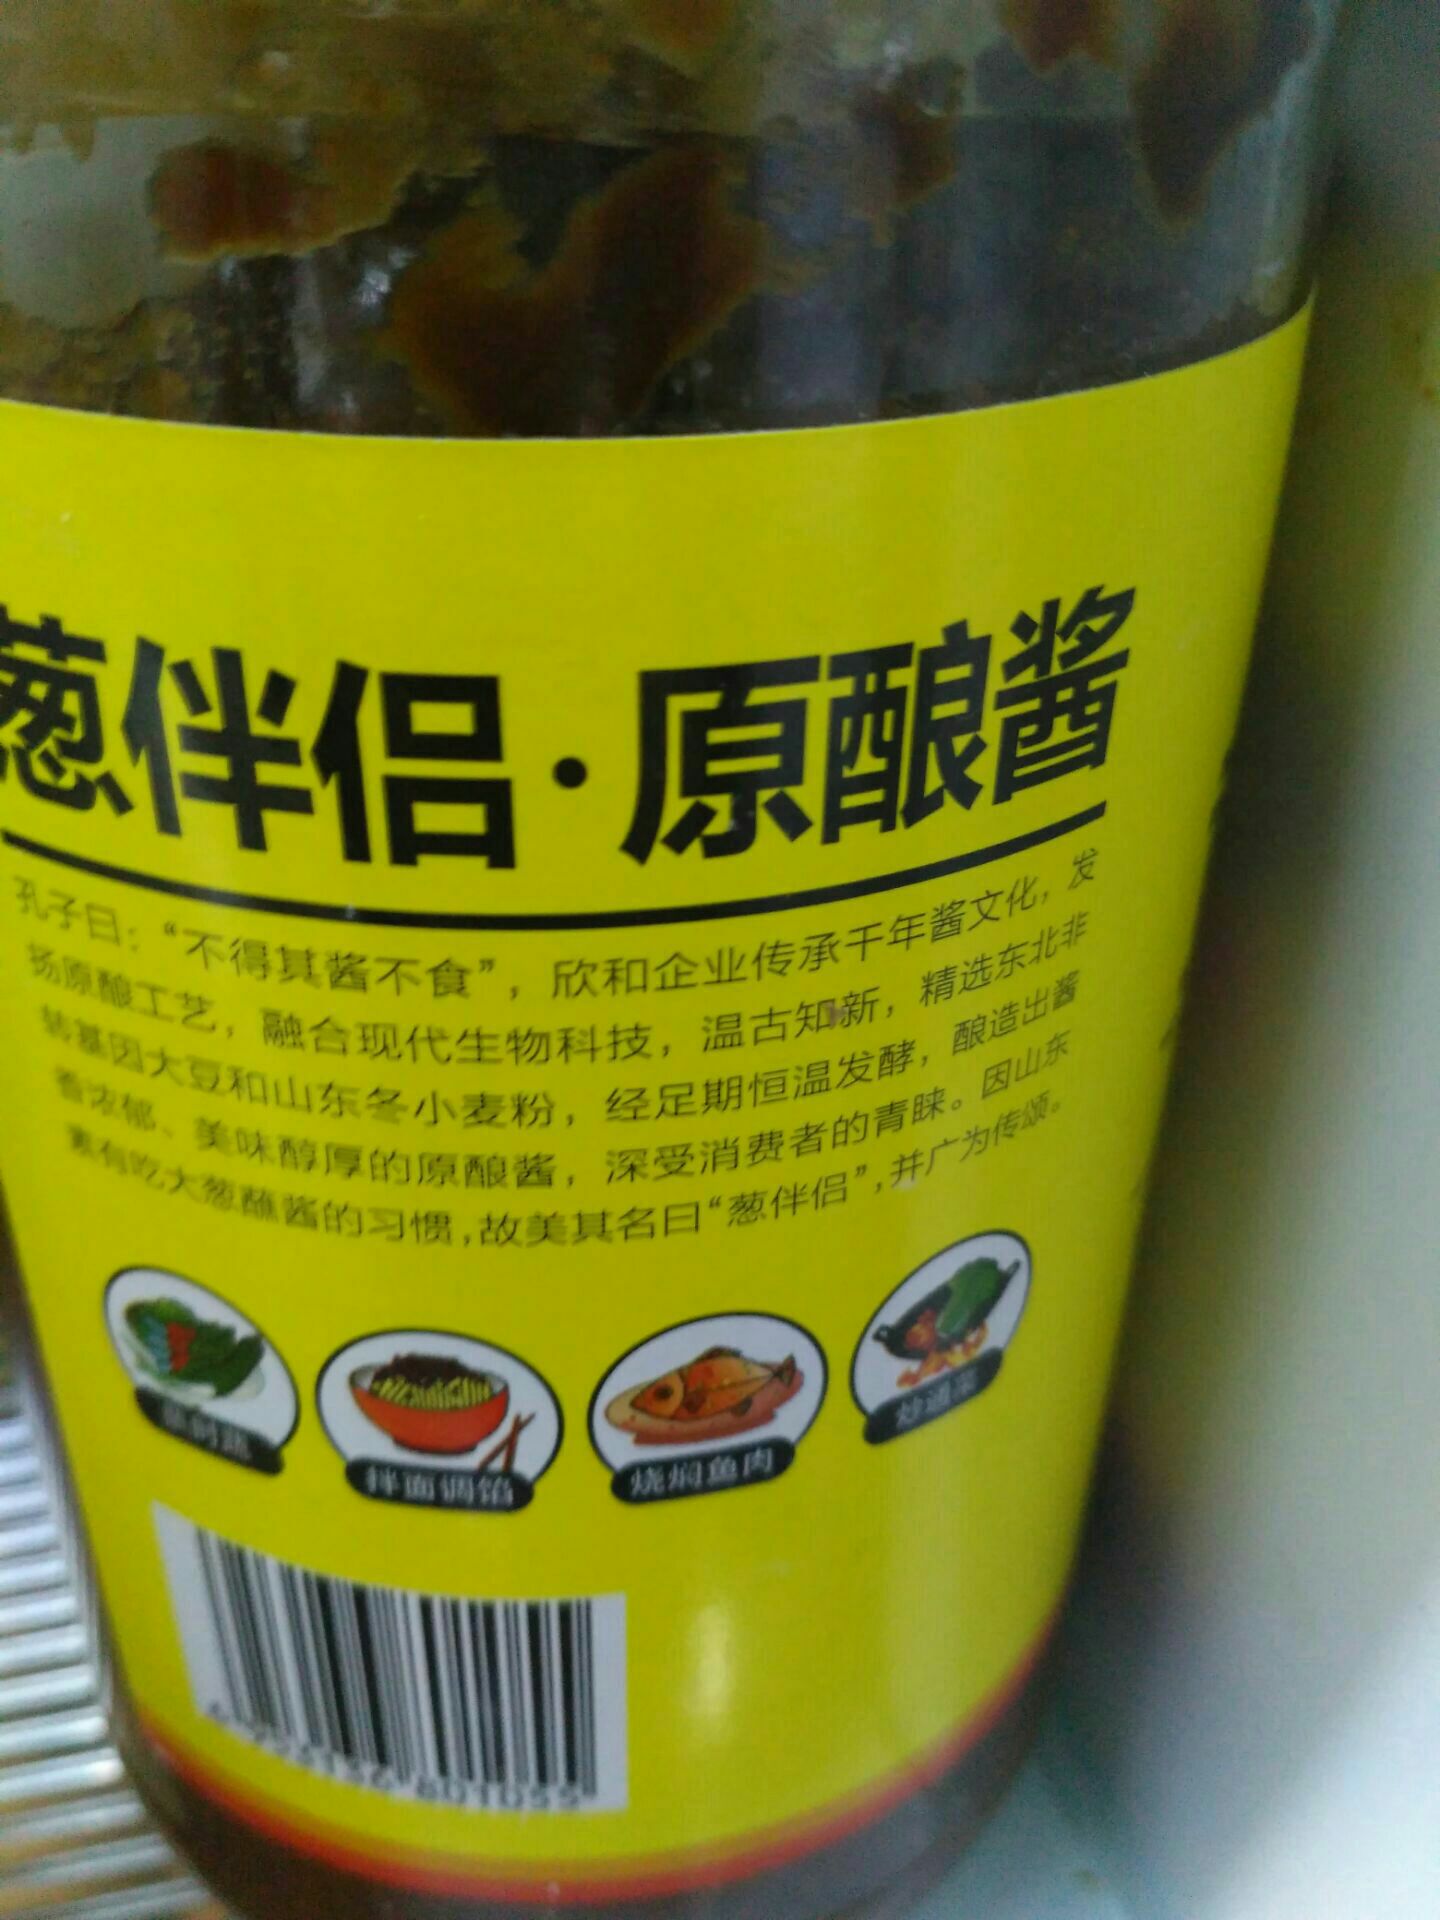 葱伴侣·原酿酱
孔子曰：“不得其酱不食”，欣和企业传承千年酱文化，发
扬原酿工艺，融合现代生物科技，温古知新，精选东北非
转基因大豆和山东冬小麦粉，经足期恒温发酵，酿造出酱
香浓郁、美味醇厚的原酿酱，深受消费者的青睐。因山东
素有吃大葱蘸酱的习惯，故美其名曰“葱伴侣”，并广为传颂。
拌面调馅
烧焖鱼肉